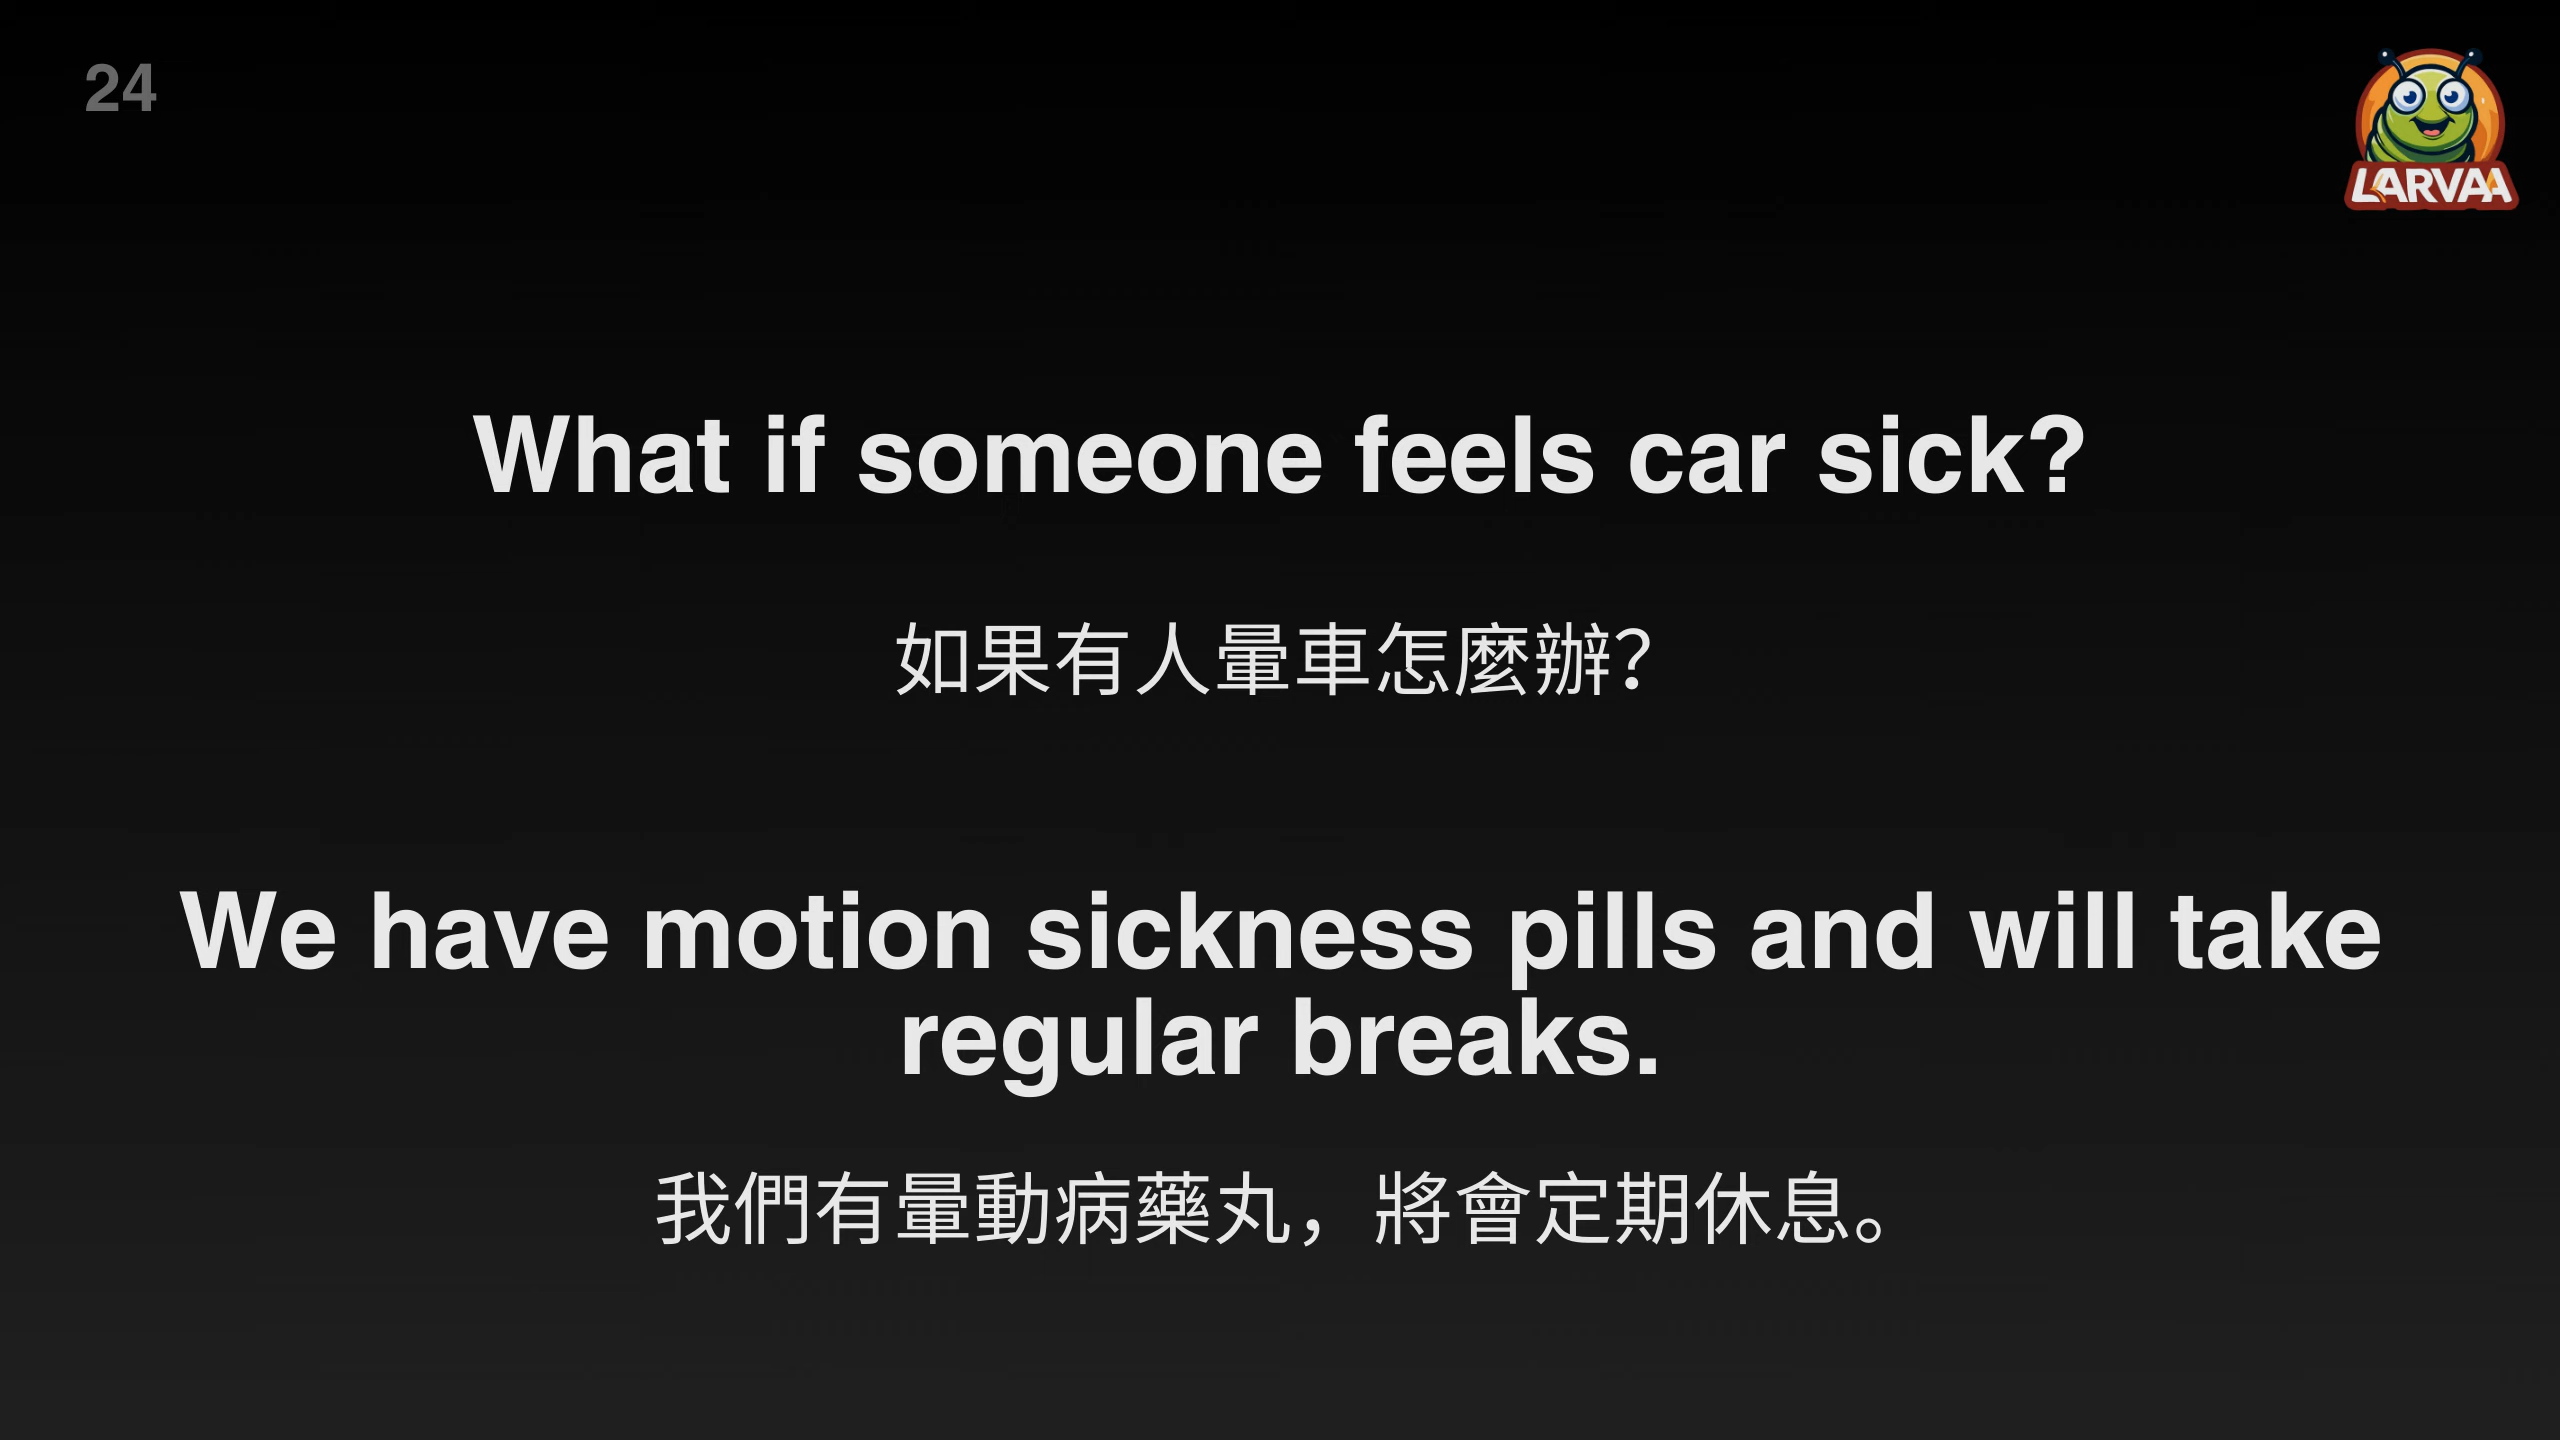 24
LARVAA
What if someone feels car sick?
如果有人暈車怎麼辦？
We have motion sickness pills and will take
regular breaks.
我們有暈動病藥丸，將會定期休息。